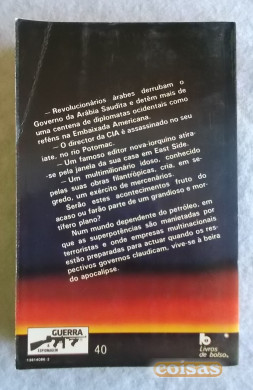 — Revolucionários árabes derrubam o
Governo da Arábia Saudita e detêm mais de
uma centena de diplomatas ocidentais como
reféns na Embaixada Americana.
— O director da CIA é assassinado no seu
iate, no rio Potomac.
— Um famoso editor nova-iorquino atira-
-se pela janela da sua casa em East Side.
— Um multimilionário idoso, conhecido
pelas suas obras filantrópicas, cria, em se-
gredo, um exército de mercenários.
Serão estes acontecimentos fruto do
acaso ou farão parte de um grandioso e mor-
tífero plano?
Num mundo dependente do petróleo, em
que as superpotências são manietadas por
terroristas e onde empresas multinacionais
estão preparadas para actuar quando os res-
pectivos governos claudicam, vive-se à beira
do apocalipse.
GUERRA
ESPIONAGEM
40
Livros
de bolso
coisas